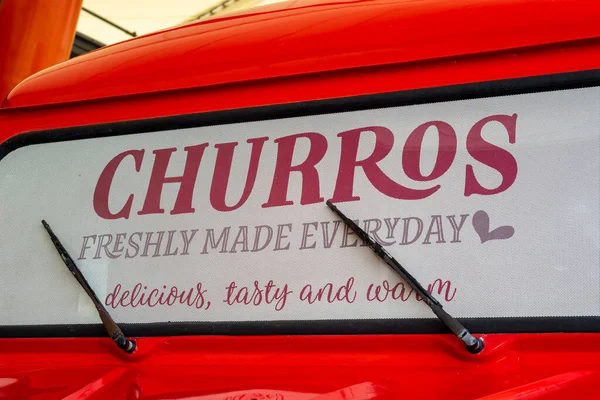 CHURROS
FRESHLY MADE EVERYDAY
delicious, tasty and warm